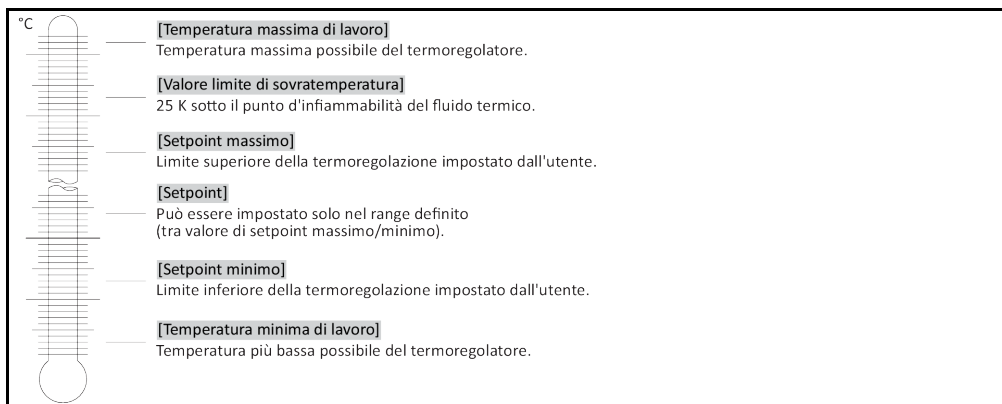 °C
[Temperatura massima di lavoro]
Temperatura massima possibile del termoregolatore.
[Valore limite di sovratemperatura]
25 K sotto il punto d'infiammabilità del fluido termico.
[Setpoint massimo]
Limite superiore della termoregolazione impostato dall'utente.
[Setpoint]
Può essere impostato solo nel range definito
(tra valore di setpoint massimo/minimo).
[Setpoint minimo]
Limite inferiore della termoregolazione impostato dall'utente.
[Temperatura minima di lavoro]
Temperatura più bassa possibile del termoregolatore.